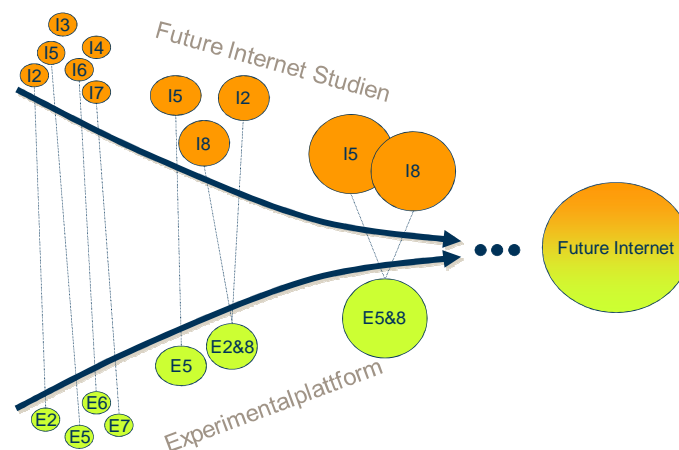 I3
I5
I4
I2
I6
I7
Future Internet Studien
I5
I2
I8
I5
I8
Future Internet
E5&8
E2&8
E5
E6
E2
E7
E5
Experimentalplattform